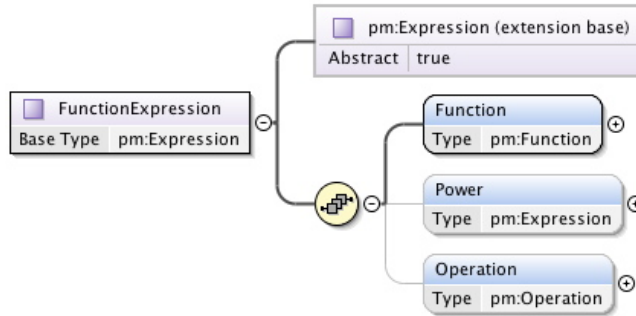 pm:Expression (extension base)
Abstract true
FunctionExpression
Base Type pm:Expression
Function
Type pm:Function
Power
Type pm:Expression
Operation
Type pm:Operation